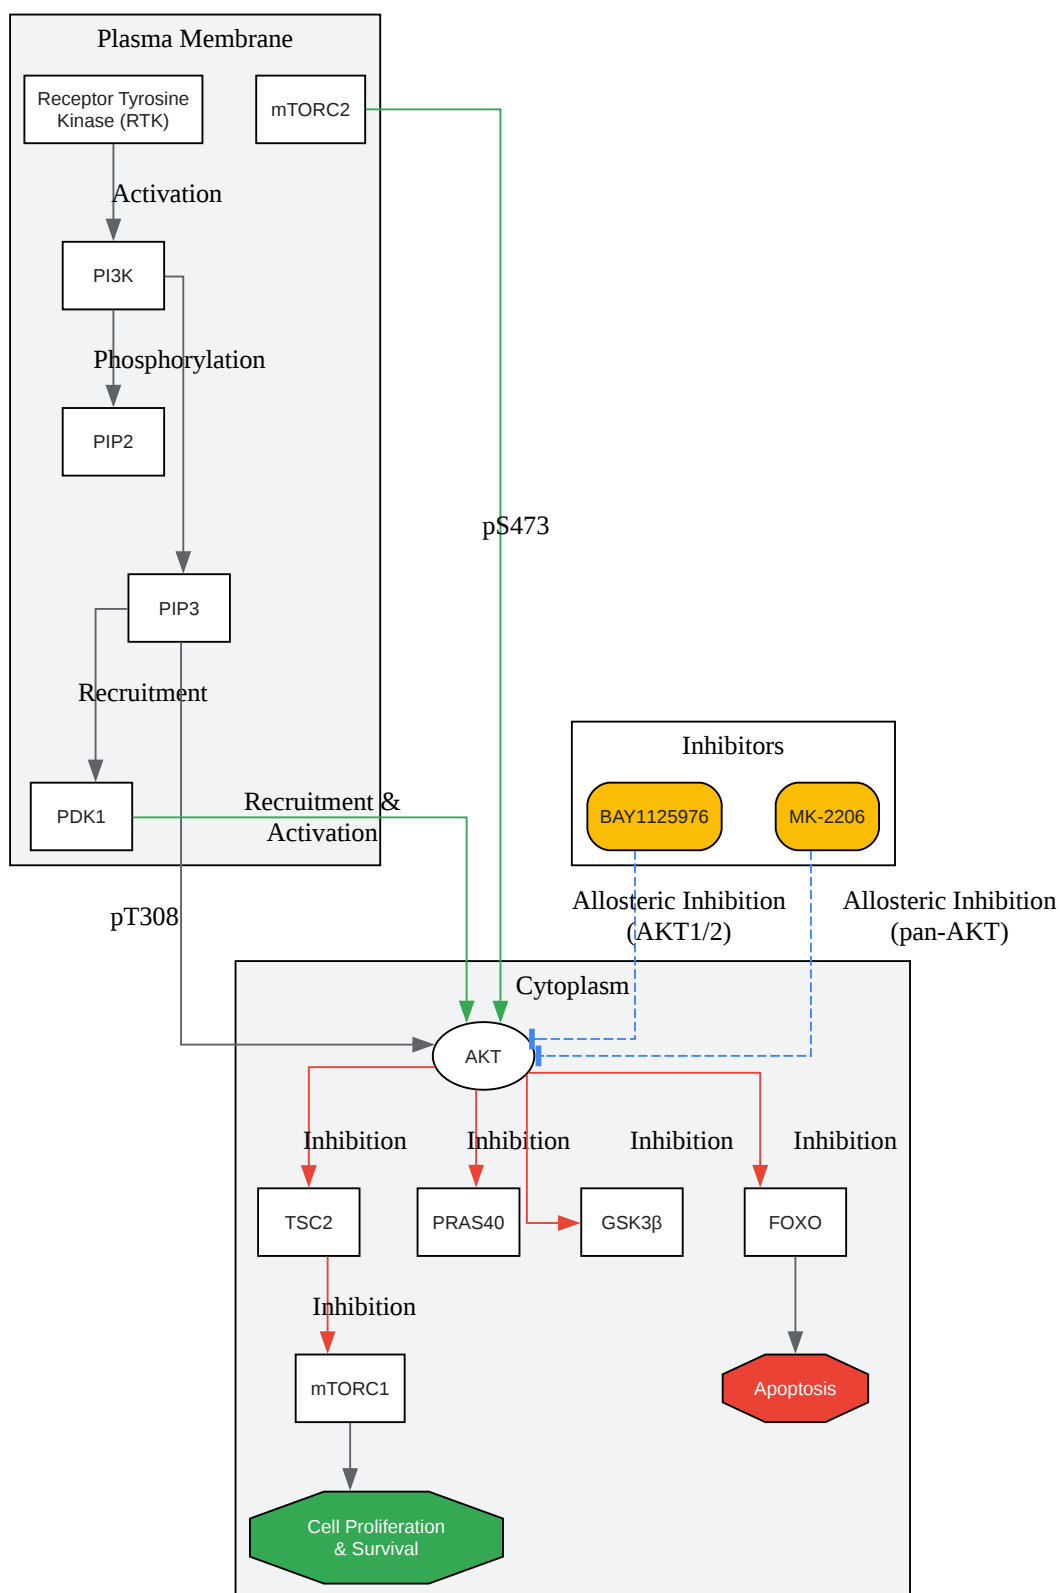 Plasma Membrane
Receptor Tyrosine
Kinase (RTK)
mTORC2
Activation
PI3K
Phosphorylation
PIP2
pS473
PIP3
Recruitment
Inhibitors
PDK1
Recruitment &
Activation
BAY1125976
MK-2206
pT308
Allosteric Inhibition
(AKT1/2)
Allosteric Inhibition
(pan-AKT)
Cytoplasm
AKT
Inhibition
Inhibition
Inhibition
Inhibition
TSC2
PRAS40
GSK3β
FOXO
Inhibition
mTORC1
Apoptosis
Cell Proliferation
& Survival